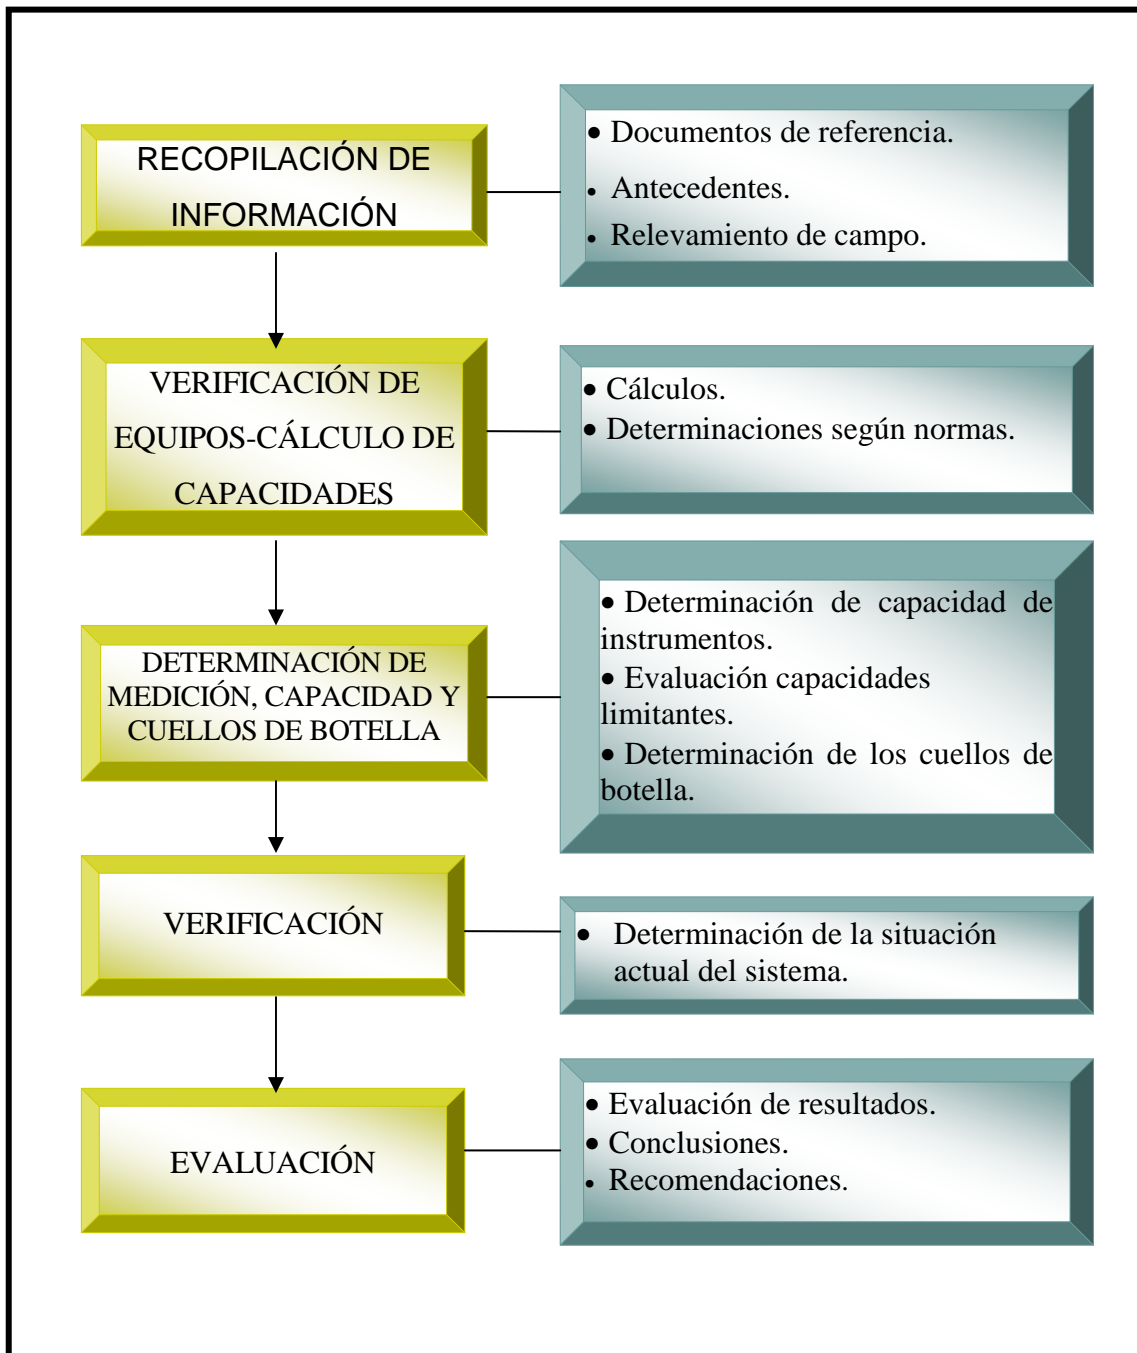 RECOPILACIÓN DE
INFORMACIÓN
• Documentos de referencia.
• Antecedentes.
• Relevamiento de campo.
VERIFICACIÓN DE
EQUIPOS-CÁLCULO DE
CAPACIDADES
• Cálculos.
• Determinaciones según normas.
DETERMINACIÓN DE
MEDICIÓN, CAPACIDAD Y
CUELLOS DE BOTELLA
• Determinación de capacidad de
instrumentos.
• Evaluación capacidades
limitantes.
• Determinación de los cuellos de
botella.
VERIFICACIÓN
• Determinación de la situación
actual del sistema.
EVALUACIÓN
• Evaluación de resultados.
• Conclusiones.
• Recomendaciones.